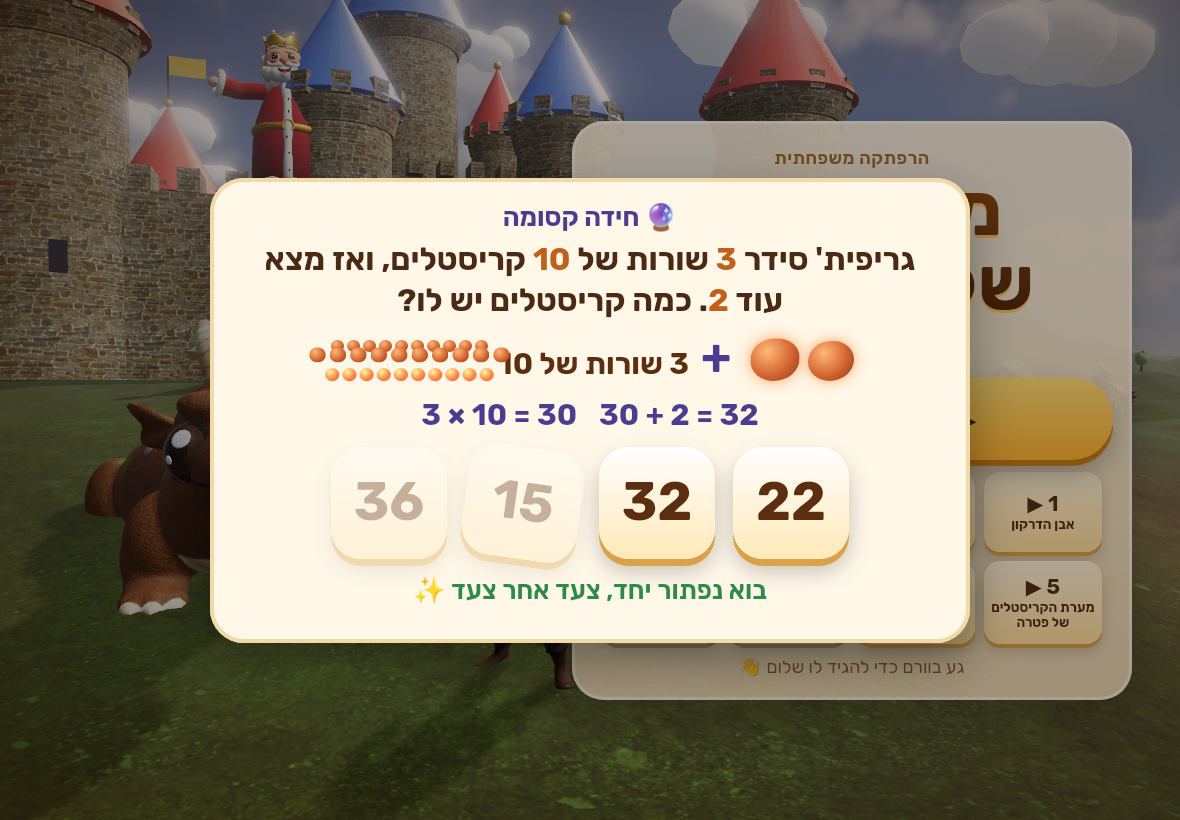 הרפתקה משפחתית
🔮 חידה קסומה
גריפית' סידר 3 שורות של 10 קריסטלים, ואז מצא
עוד 2. כמה קריסטלים יש לו?
+ 3 שורות של 10
3 × 10 = 30   30 + 2 = 32
36 15 32 22
בוא נפתור יחד, צעד אחר צעד ✨
▶ 1
אבן הדרקון
▶ 5
מערת הקריסטלים
של פטרה
גע בוורם כדי להגיד לו שלום 👋